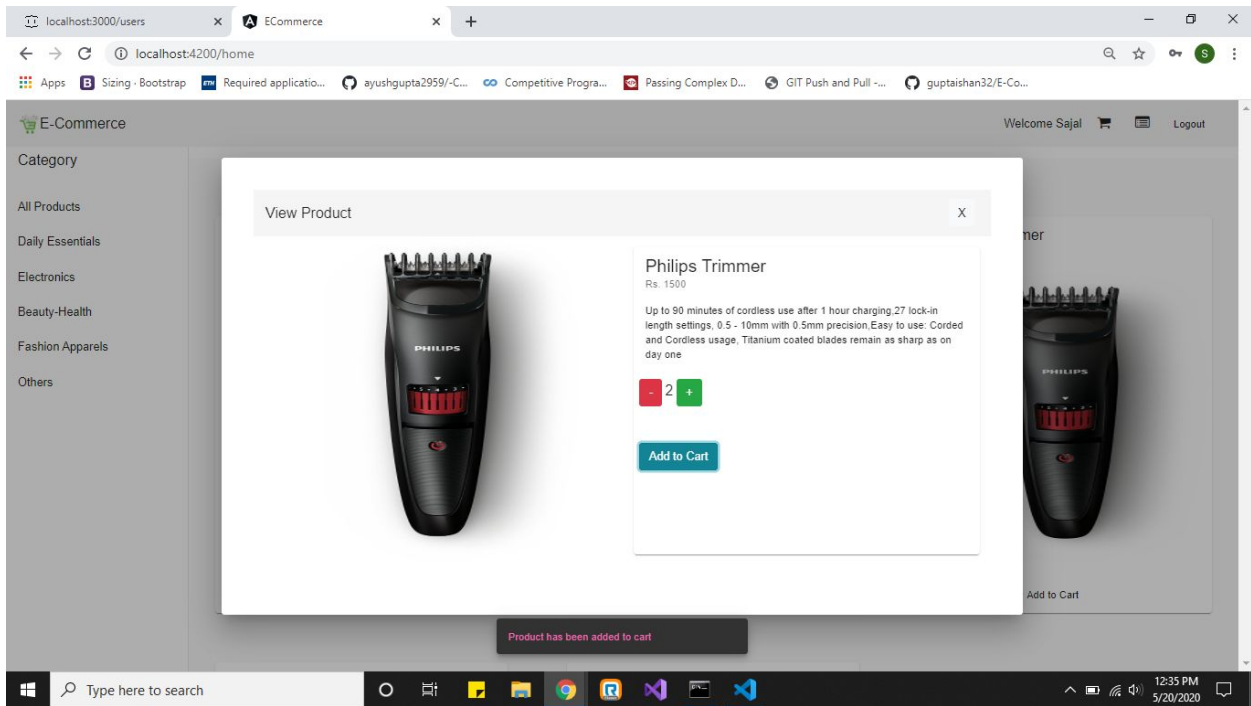 localhost:3000/users
ECommerce
localhost:4200/home
S
Apps
B Sizing · Bootstrap
Required applicatio...
ayushgupta2959/-C...
Competitive Progra...
Passing Complex D...
GIT Push and Pull -...
guptaishan32/E-Co...
E-Commerce
Welcome Sajal
Logout
Category
All Products
Daily Essentials
Electronics
Beauty-Health
Fashion Apparels
Others
View Product
X
mer
Philips Trimmer
Rs. 1500
Up to 90 minutes of cordless use after 1 hour charging,27 lock-in
length settings, 0.5 - 10mm with 0.5mm precision,Easy to use: Corded
and Cordless usage, Titanium coated blades remain as sharp as on
day one
- 2 +
Add to Cart
PHILIPS
PHILIPS
Add to Cart
Product has been added to cart
Type here to search
12:35 PM
5/20/2020